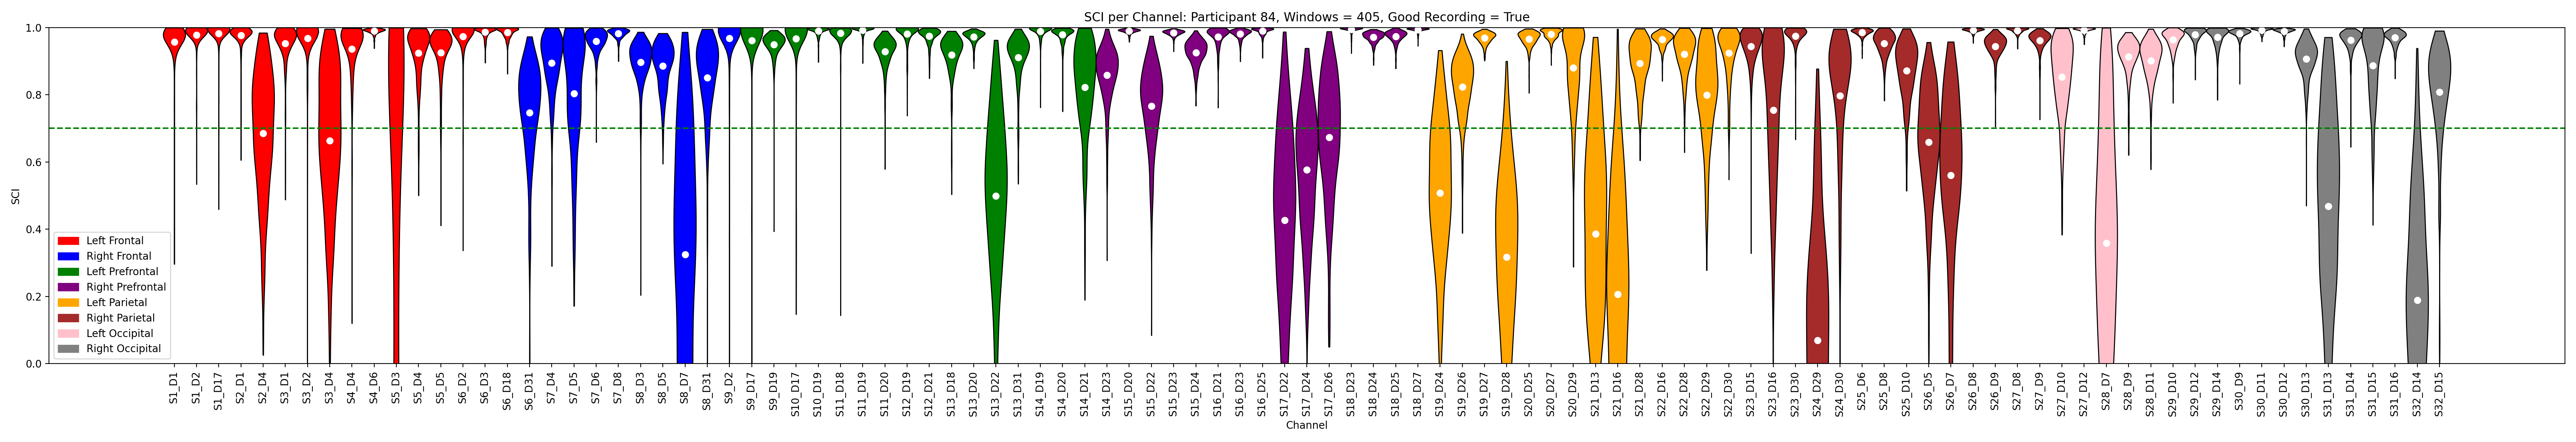 SCI per Channel: Participant 84, Windows = 405, Good Recording = True
SCI
1.0
0.8
0.6
0.4
0.2
0.0
Left Frontal
Right Frontal
Left Prefrontal
Right Prefrontal
Left Parietal
Right Parietal
Left Occipital
Right Occipital
S1_D1
S1_D2
S1_D17
S2_D1
S2_D4
S3_D1
S3_D2
S3_D4
S4_D4
S4_D6
S5_D3
S5_D4
S5_D5
S6_D2
S6_D3
S6_D18
S6_D31
S7_D4
S7_D5
S7_D6
S7_D8
S8_D3
S8_D5
S8_D7
S8_D31
S9_D2
S9_D17
S9_D19
S10_D17
S10_D19
S11_D18
S11_D19
S11_D20
S12_D19
S12_D21
S13_D18
S13_D20
S13_D22
S13_D31
S14_D19
S14_D20
S14_D21
S14_D23
S15_D20
S15_D22
S15_D23
S15_D24
S16_D21
S16_D23
S16_D25
S17_D22
S17_D24
S17_D26
S18_D23
S18_D24
S18_D25
S18_D27
S19_D24
S19_D26
S19_D27
S19_D28
S20_D25
S20_D27
S20_D29
S21_D13
S21_D16
S21_D28
S22_D16
S22_D28
S22_D29
S22_D30
S23_D15
S23_D16
S23_D30
S24_D29
S24_D30
S25_D6
S25_D8
S25_D10
S26_D5
S26_D7
S26_D8
S26_D9
S27_D8
S27_D9
S27_D10
S27_D12
S28_D7
S28_D9
S28_D11
S29_D10
S29_D12
S29_D14
S30_D9
S30_D11
S30_D12
S30_D13
S31_D13
S31_D14
S31_D15
S31_D16
S32_D14
S32_D15
Channel